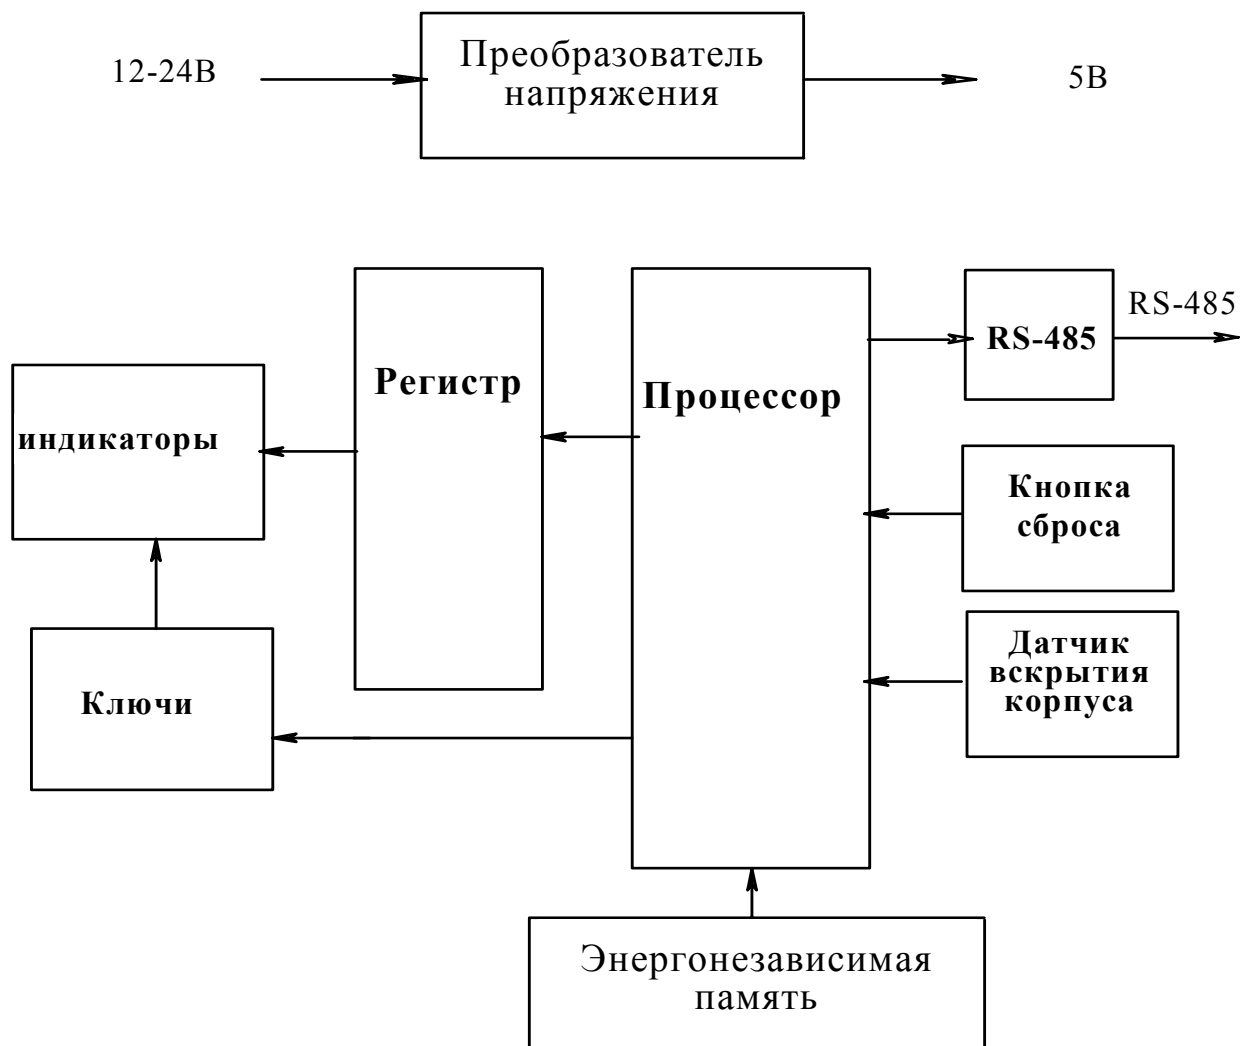 Преобразователь
напряжения
12-24В
5В
RS-485
RS-485
Регистр
Процессор
индикаторы
Кнопка
сброса
Датчик
вскрытия
корпуса
Ключи
Энергонезависимая
память